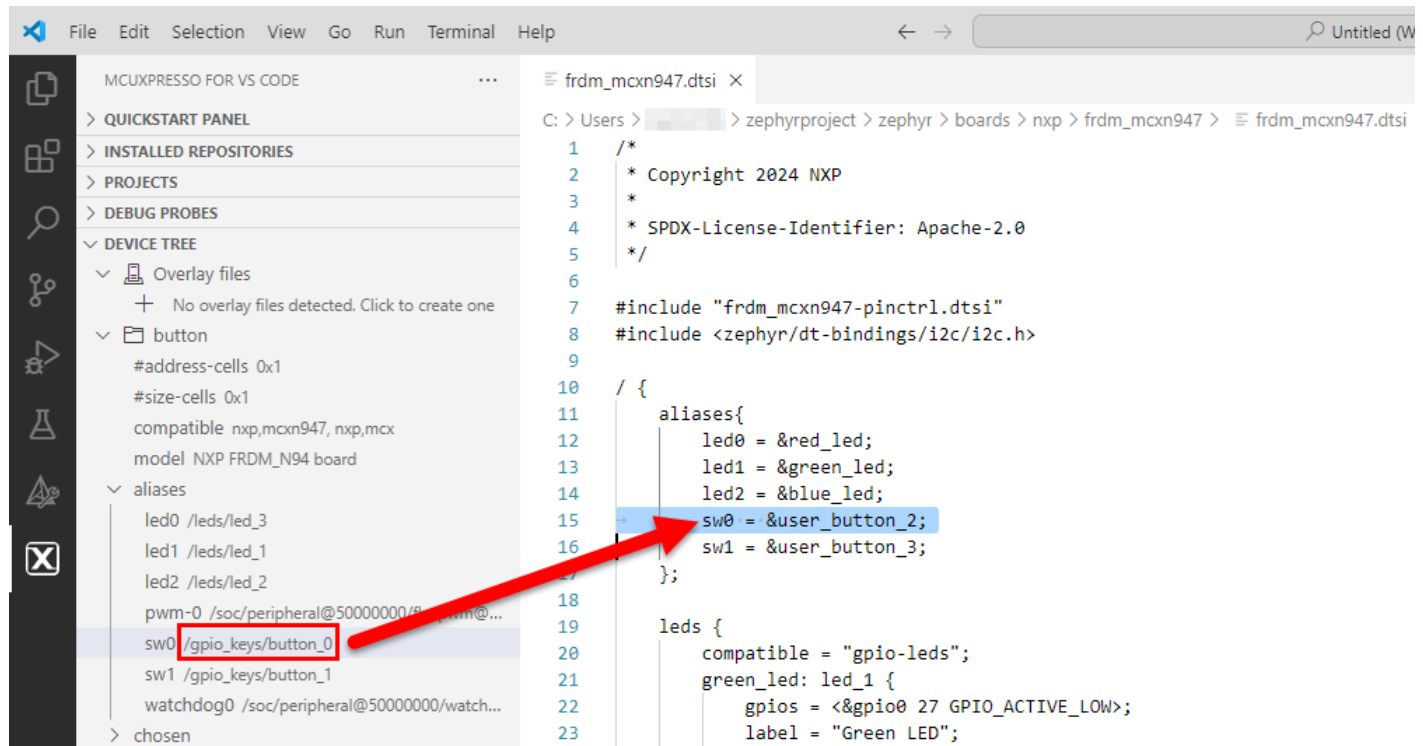 File Edit Selection View Go Run Terminal Help
Untitled (W
MCUXPRESSO FOR VS CODE
QUICKSTART PANEL
INSTALLED REPOSITORIES
PROJECTS
DEBUG PROBES
DEVICE TREE
Overlay files
No overlay files detected. Click to create one
button
#address-cells 0x1
#size-cells 0x1
compatible nxp,mcxn947, nxp,mcx
model NXP FRDM_N94 board
aliases
led0 /leds/led_3
led1 /leds/led_1
led2 /leds/led_2
pwm-0 /soc/peripheral@50000000/
sw0 /gpio_keys/button_0
sw1 /gpio_keys/button_1
watchdog0 /soc/peripheral@50000000/watch...
chosen
frdm_mcxn947.dtsi
C: > Users > > zephyrproject > zephyr > boards > nxp > frdm_mcxn947 > frdm_mcxn947.dtsi
1 /*
2 * Copyright 2024 NXP
3 *
4 * SPDX-License-Identifier: Apache-2.0
5 */
6
7 #include "frdm_mcxn947-pinctrl.dtsi"
8 #include <zephyr/dt-bindings/i2c/i2c.h>
9
10 / {
11 aliases{
12 led0 = &red_led;
13 led1 = &green_led;
14 led2 = &blue_led;
15 sw0 = &user_button_2;
16 sw1 = &user_button_3;
17 };
18
19 leds {
20 compatible = "gpio-leds";
21 green_led: led_1 {
22 gpios = <&gpio0 27 GPIO_ACTIVE_LOW>;
23 label = "Green LED";